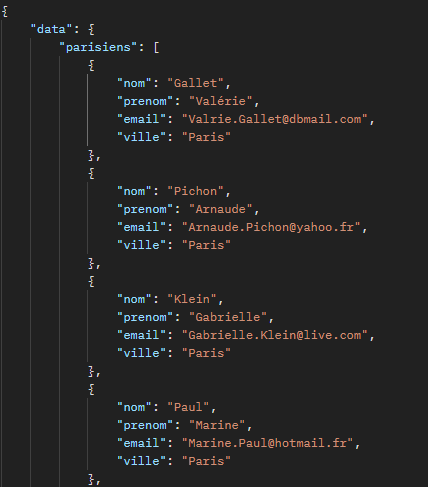 {
"data": {
"parisiens": [
{
"nom": "Gallet",
"prenom": "Valérie",
"email": "Valrie.Gallet@dbmail.com",
"ville": "Paris"
},
{
"nom": "Pichon",
"prenom": "Arnaude",
"email": "Arnaude.Pichon@yahoo.fr",
"ville": "Paris"
},
{
"nom": "Klein",
"prenom": "Gabrielle",
"email": "Gabrielle.Klein@live.com",
"ville": "Paris"
},
{
"nom": "Paul",
"prenom": "Marine",
"email": "Marine.Paul@hotmail.fr",
"ville": "Paris"
},